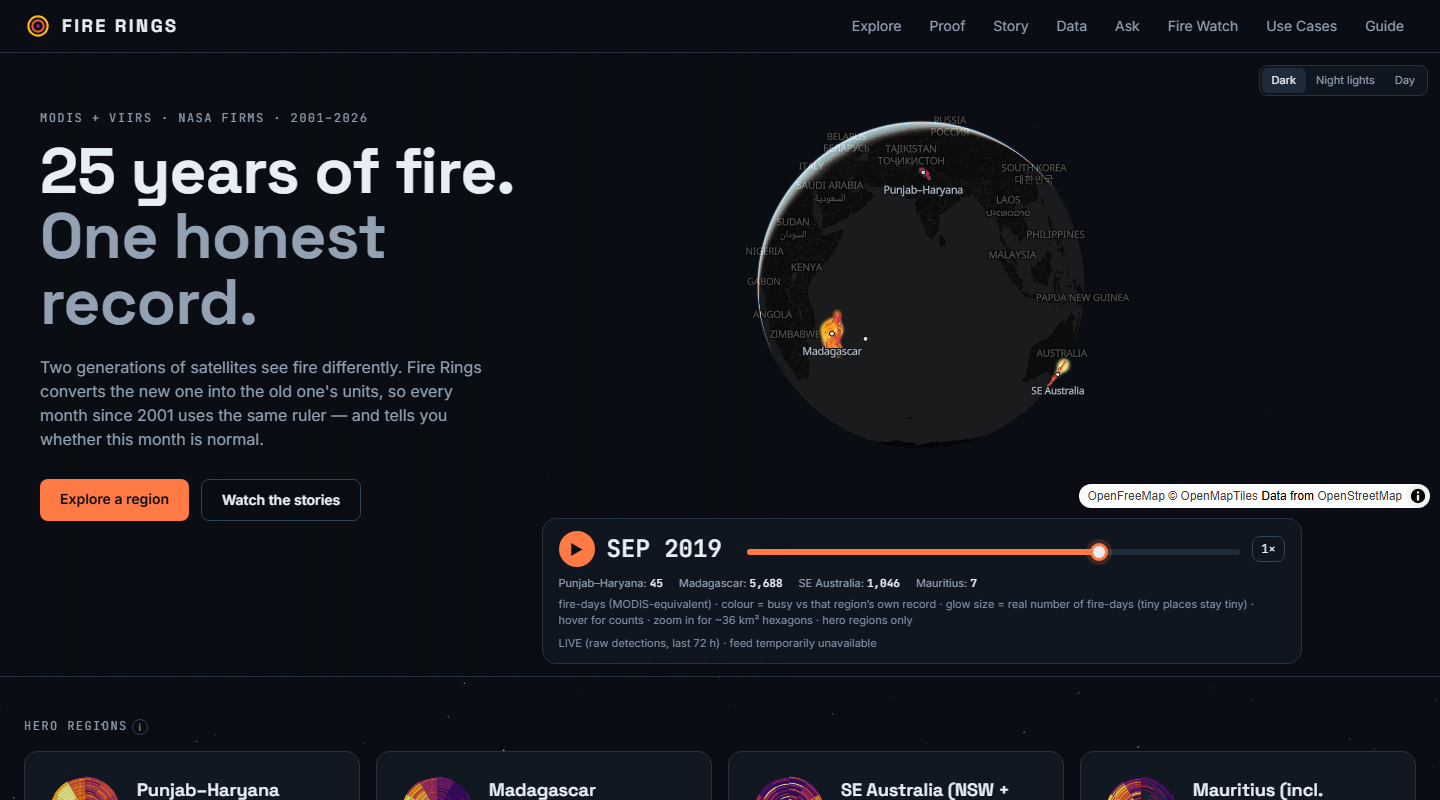 FIRE RINGS
Explore
Proof
Story
Data
Ask
Fire Watch
Use Cases
Guide
Dark
Night lights
Day
MODIS + VIIRS · NASA FIRMS · 2001–2026
25 years of fire.
One honest
record.
Two generations of satellites see fire differently. Fire Rings
converts the new one into the old one's units, so every
month since 2001 uses the same ruler — and tells you
whether this month is normal.
Explore a region
Watch the stories
RUSSIA
РОССИЯ
BELARUS
БЕЛАРУСЬ
TAJIKISTAN
ТОҶИКИСТОН
ITALY
SOUTH KOREA
대한민국
SAUDI ARABIA
السعودية
Punjab–Haryana
LAOS
ປະເທດລາວ
SUDAN
السودان
PHILIPPINES
NIGERIA
MALAYSIA
KENYA
GABON
PAPUA NEW GUINEA
ANGOLA
ZIMBABWE
Madagascar
AUSTRALIA
SE Australia
OpenFreeMap © OpenMapTiles Data from OpenStreetMap
SEP 2019
1×
Punjab–Haryana: 45 Madagascar: 5,688 SE Australia: 1,046 Mauritius: 7
fire-days (MODIS-equivalent) · colour = busy vs that region's own record · glow size = real number of fire-days (tiny places stay tiny) ·
hover for counts · zoom in for ~36 km² hexagons · hero regions only
LIVE (raw detections, last 72 h) · feed temporarily unavailable
HERO REGIONS
Punjab–Haryana
Madagascar
SE Australia (NSW +
Mauritius (incl.